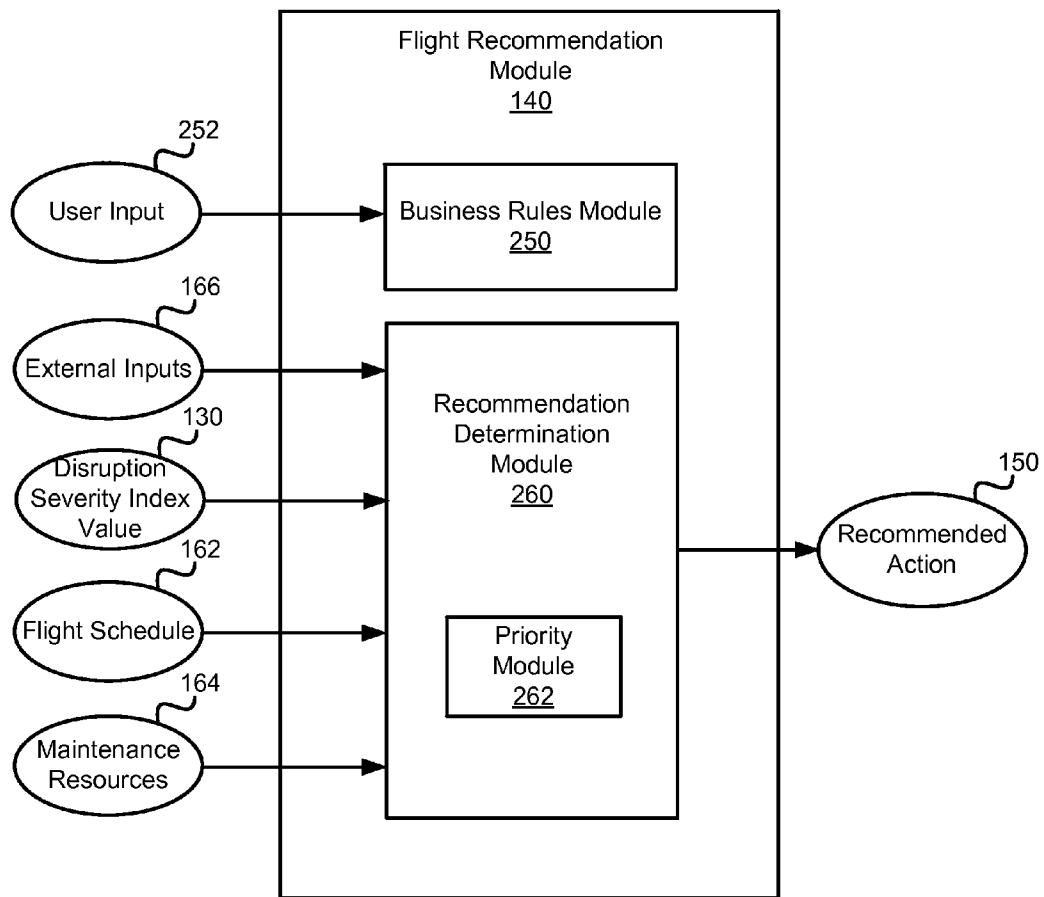 Flight Recommendation
Module
140
252
User Input
Business Rules Module
250
166
External Inputs
130
Disruption
Severity Index
Value
162
Flight Schedule
164
Maintenance
Resources
Recommendation
Determination
Module
260
Priority
Module
262
150
Recommended
Action